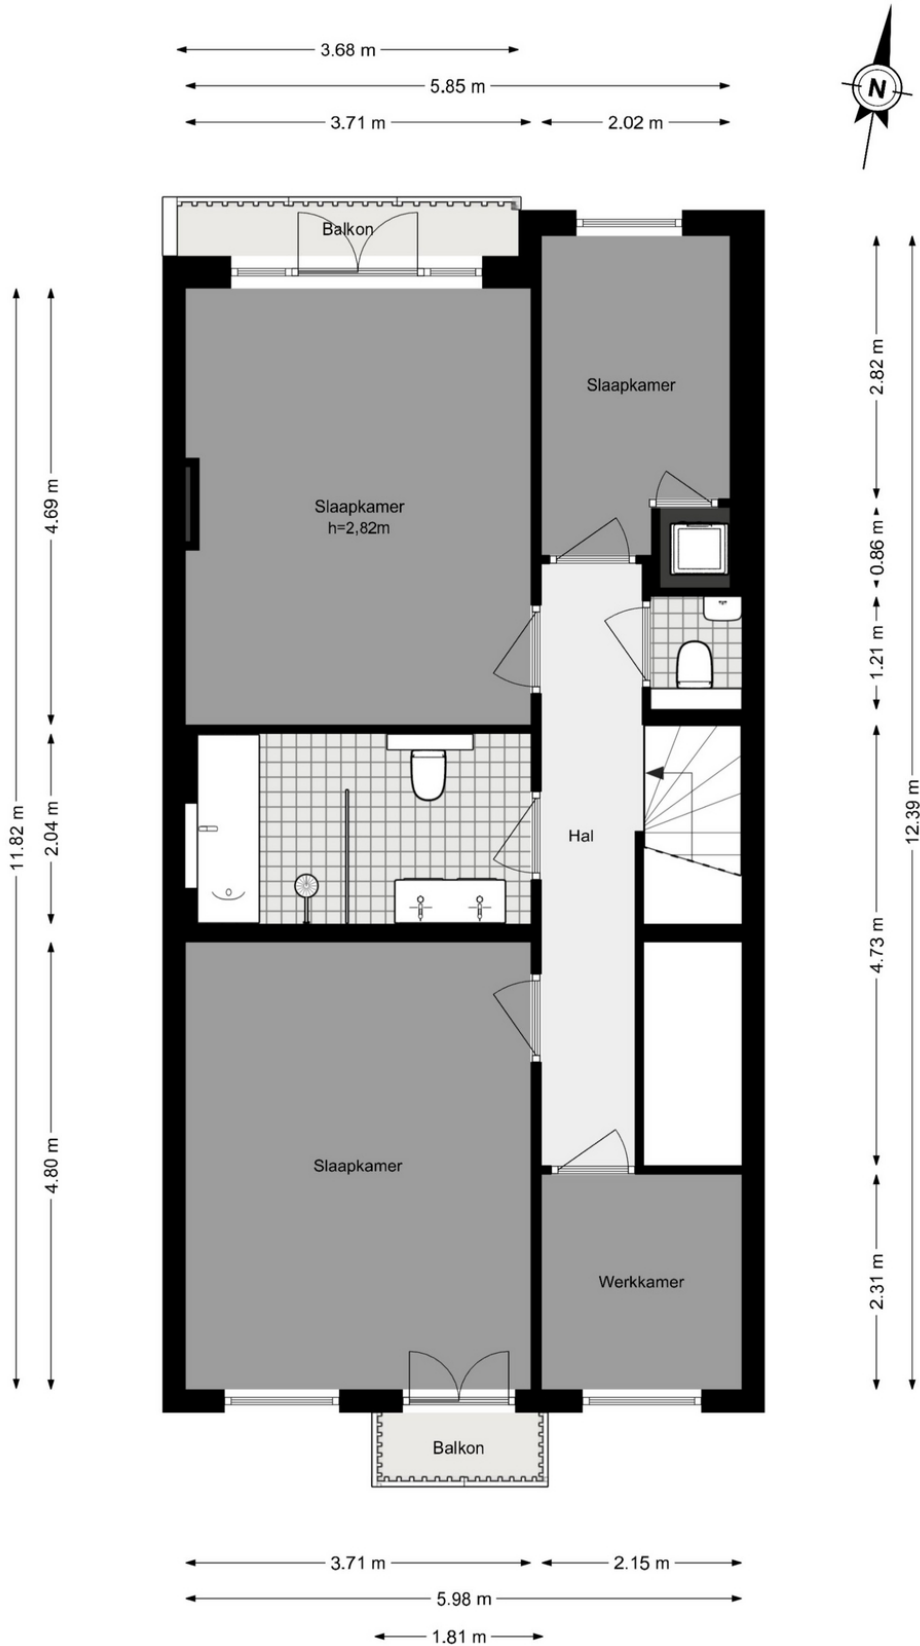 3.68 m
5.85 m
3.71 m
2.02 m
N
Balkon
Slaapkamer
2.82 m
4.69 m
Slaapkamer
h=2,82m
0.86 m
1.21 m
11.82 m
2.04 m
Hal
12.39 m
4.73 m
4.80 m
Slaapkamer
Werkkamer
2.31 m
Balkon
3.71 m
2.15 m
5.98 m
1.81 m